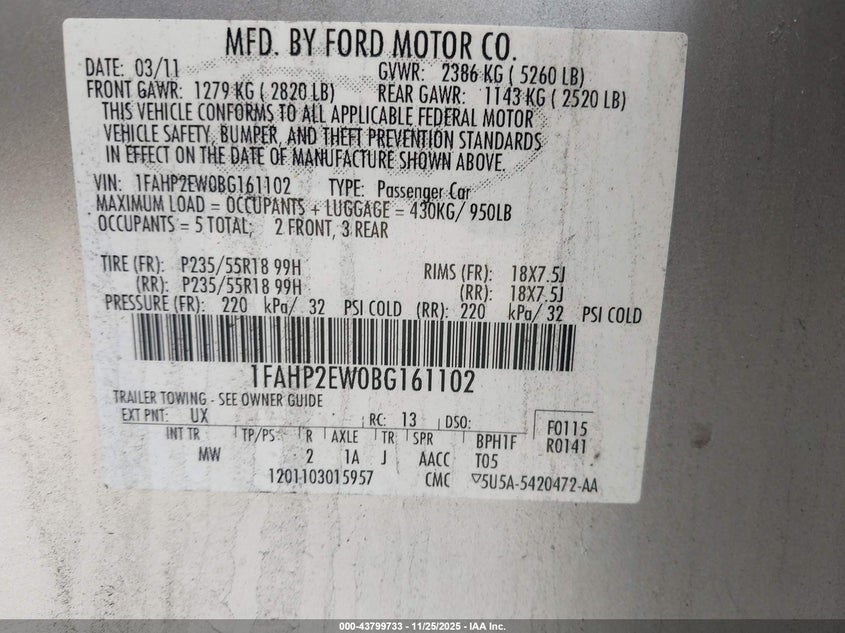 MFD. BY FORD MOTOR CO.
DATE: 03/11 GVWR: 2386 KG ( 5260 LB)
FRONT GAWR: 1279 KG ( 2820 LB) REAR GAWR: 1143 KG ( 2520 LB)
THIS VEHICLE CONFORMS TO ALL APPLICABLE FEDERAL MOTOR
VEHICLE SAFETY, BUMPER, AND THEFT PREVENTION STANDARDS
IN EFFECT ON THE DATE OF MANUFACTURE SHOWN ABOVE.
VIN: 1FAHP2EW0BG161102 TYPE: Passenger Car
MAXIMUM LOAD = OCCUPANTS + LUGGAGE = 430KG/ 950LB
OCCUPANTS = 5 TOTAL; 2 FRONT, 3 REAR
TIRE (FR): P235/55R18 99H RIMS (FR): 18X7.5J
(RR): P235/55R18 99H (RR): 18X7.5J
PRESSURE (FR): 220 kPa/ 32 PSI COLD (RR): 220 kPa/ 32 PSI COLD
1FAHP2EW0BG161102
TRAILER TOWING - SEE OWNER GUIDE
EXT PNT: UX RC: 13 DSO: F0115
INT TR TP/PS R AXLE TR SPR BPH1F R0141
MW 2 1A J AACC T05
1201103015957 CMC ▽5U5A-5420472-AA
000-43799733 - 11/25/2025 - IAA Inc.